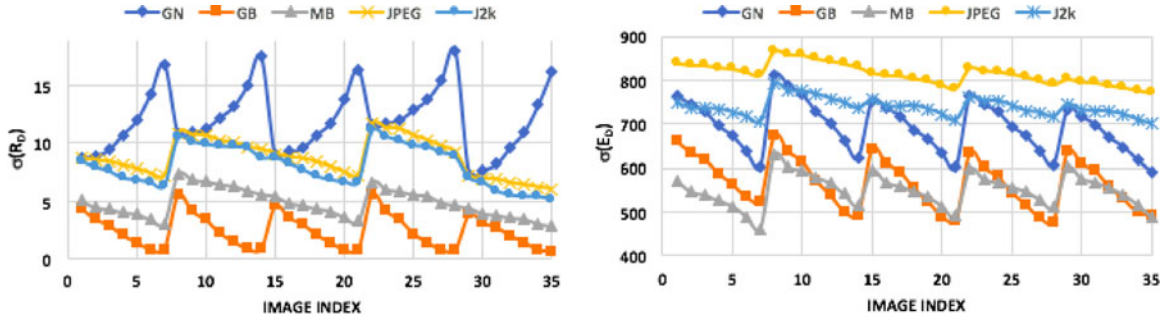 GN GB MB JPEG J2k
15
10
5
0
σ(R_D)
0 5 10 15 20 25 30 35
IMAGE INDEX
GN GB MB JPEG J2k
900
800
700
600
500
400
σ(E_D)
0 5 10 15 20 25 30 35
IMAGE INDEX